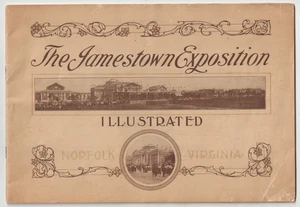 The Jamestown Exposition
ILLUSTRATED
NORFOLK VIRGINIA